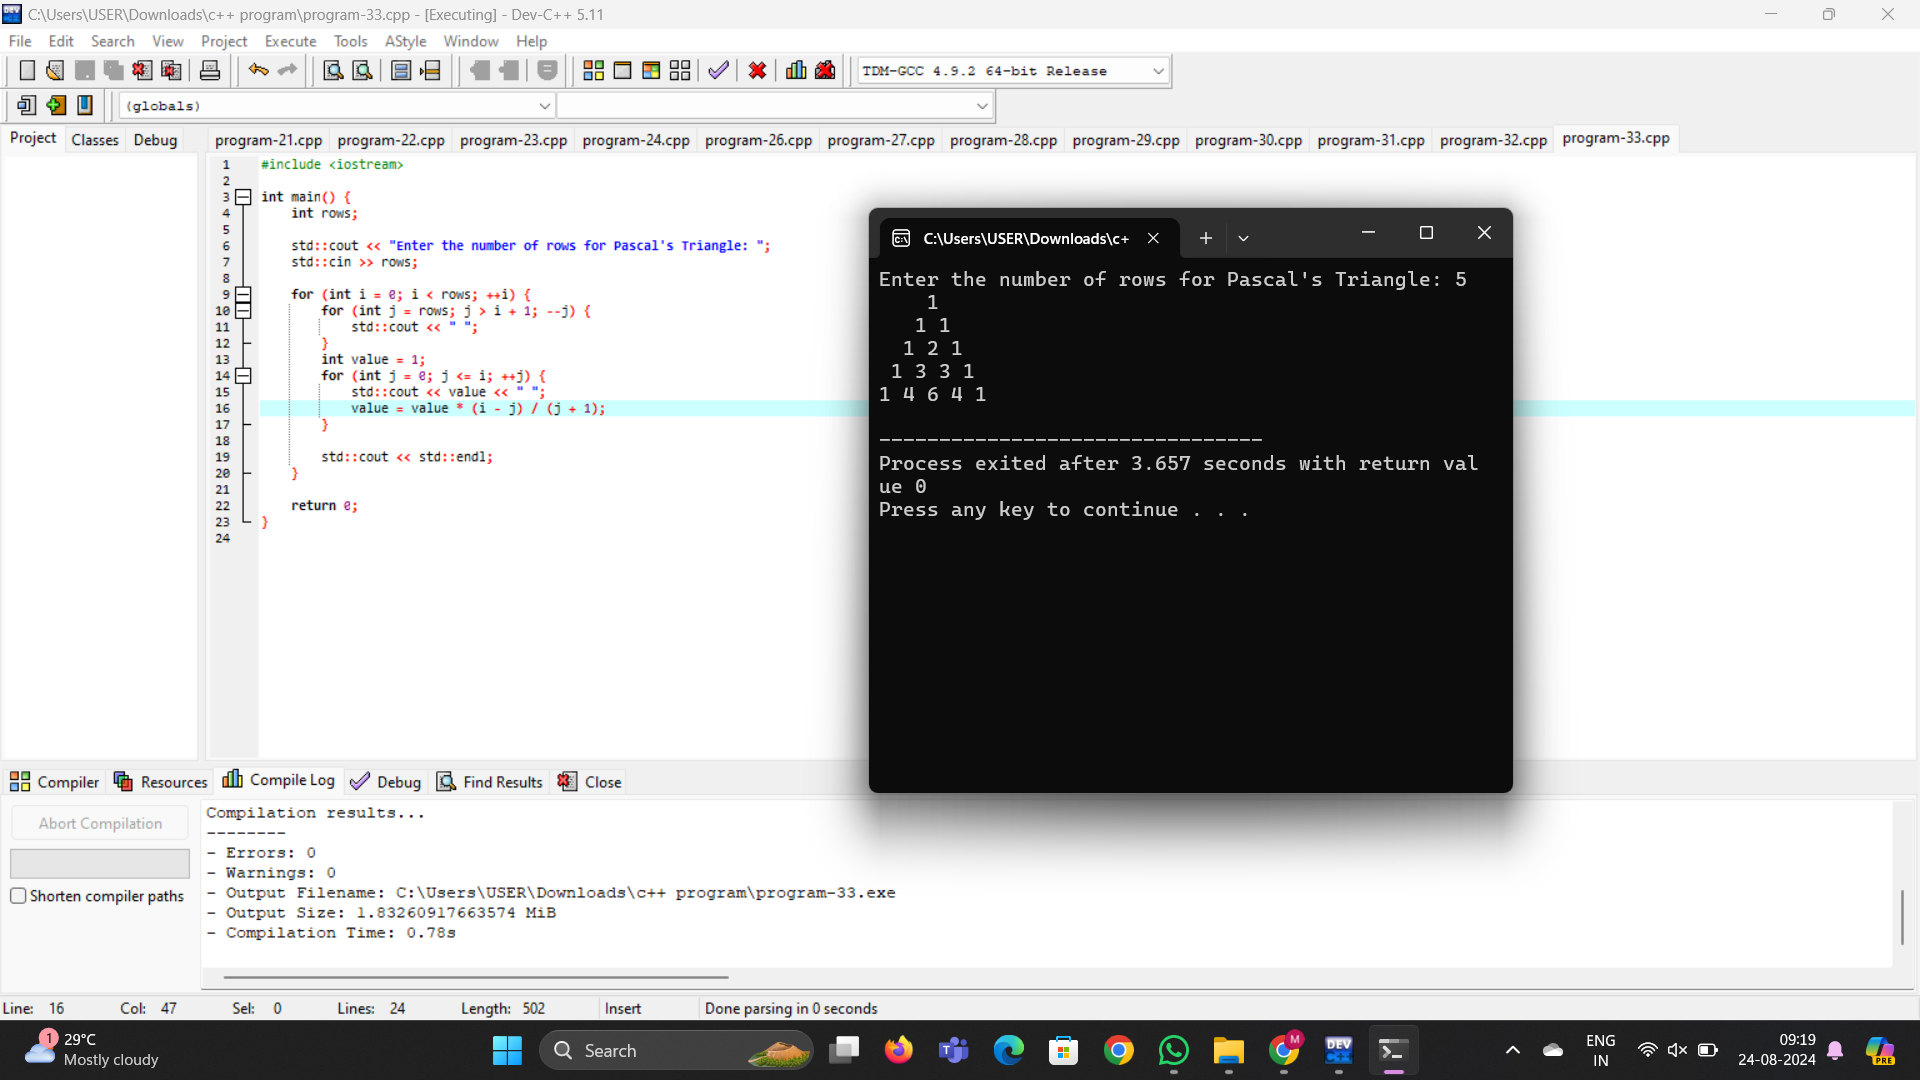 C:\Users\USER\Downloads\c++ program\program-33.cpp - [Executing] - Dev-C++ 5.11
File Edit Search View Project Execute Tools AStyle Window Help
TDM-GCC 4.9.2 64-bit Release
(globals)
Project Classes Debug
program-21.cpp program-22.cpp program-23.cpp program-24.cpp program-26.cpp program-27.cpp program-28.cpp program-29.cpp program-30.cpp program-31.cpp program-32.cpp program-33.cpp
1 #include <iostream>
2
3 int main() {
4 int rows;
5
6 std::cout << "Enter the number of rows for Pascal's Triangle: ";
7 std::cin >> rows;
8
9 for (int i = 0; i < rows; ++i) {
10 for (int j = rows; j > i + 1; --j) {
11 std::cout << " ";
12 }
13 int value = 1;
14 for (int j = 0; j <= i; ++j) {
15 std::cout << value << " ";
16 value = value * (i - j) / (j + 1);
17 }
18
19 std::cout << std::endl;
20 }
21
22 return 0;
23 }
24
C:\Users\USER\Downloads\c+
Enter the number of rows for Pascal's Triangle: 5
1
1 1
1 2 1
1 3 3 1
1 4 6 4 1
--------------------------------
Process exited after 3.657 seconds with return val
ue 0
Press any key to continue . . .
Compiler Resources Compile Log Debug Find Results Close
Abort Compilation
Shorten compiler paths
Compilation results...
--------
- Errors: 0
- Warnings: 0
- Output Filename: C:\Users\USER\Downloads\c++ program\program-33.exe
- Output Size: 1.83260917663574 MiB
- Compilation Time: 0.78s
Line: 16 Col: 47 Sel: 0 Lines: 24 Length: 502 Insert Done parsing in 0 seconds
1
29°C
Mostly cloudy
Search
M
DEV
ENG
IN
09:19
24-08-2024
PRE